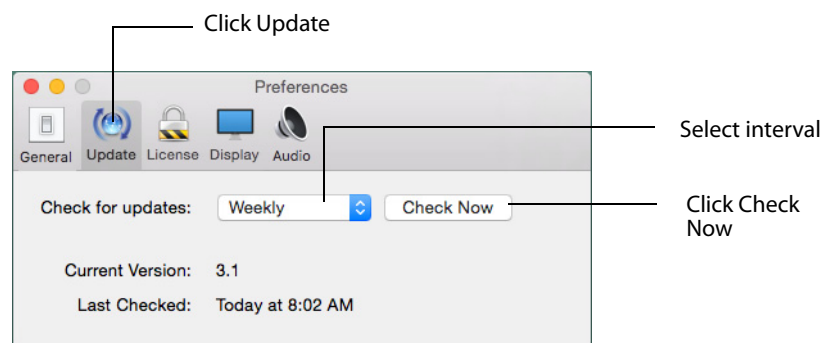 Click Update
Preferences
General Update License Display Audio
Select interval
Check for updates: Weekly Check Now
Click Check
Now
Current Version: 3.1
Last Checked: Today at 8:02 AM